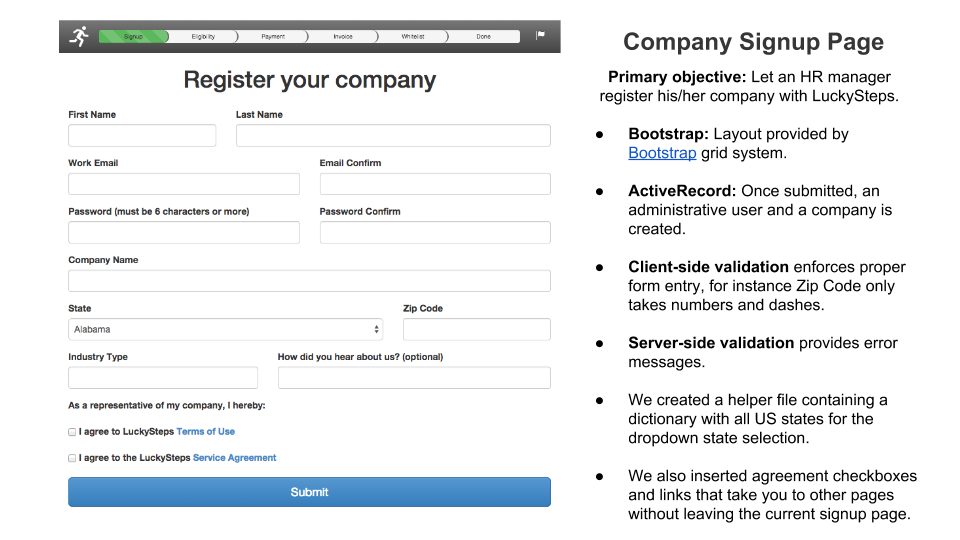 Signup Eligibility Payment Invoice Whitelist Done
Register your company
First Name Last Name
Work Email Email Confirm
Password (must be 6 characters or more) Password Confirm
Company Name
State Zip Code
Alabama
Industry Type How did you hear about us? (optional)
As a representative of my company, I hereby:
I agree to LuckySteps Terms of Use
I agree to the LuckySteps Service Agreement
Submit
Company Signup Page
Primary objective: Let an HR manager
register his/her company with LuckySteps.
● Bootstrap: Layout provided by
Bootstrap grid system.
● ActiveRecord: Once submitted, an
administrative user and a company is
created.
● Client-side validation enforces proper
form entry, for instance Zip Code only
takes numbers and dashes.
● Server-side validation provides error
messages.
● We created a helper file containing a
dictionary with all US states for the
dropdown state selection.
● We also inserted agreement checkboxes
and links that take you to other pages
without leaving the current signup page.